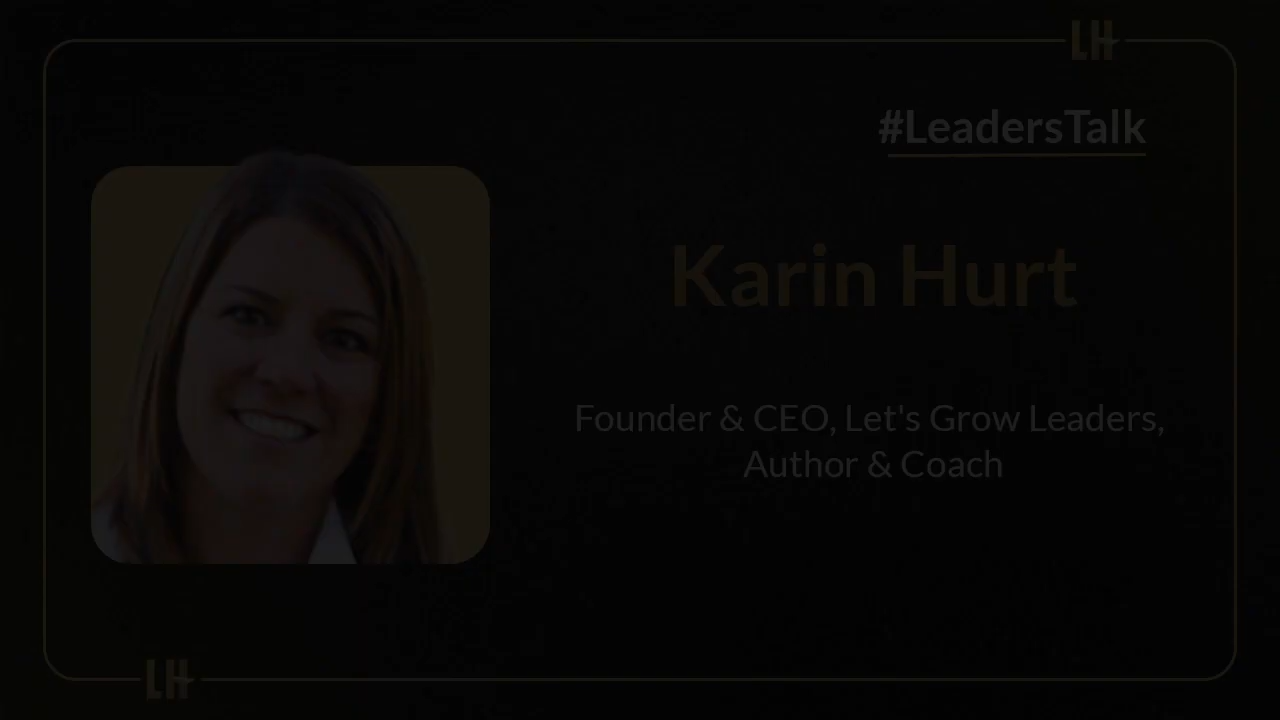 LH
#LeadersTalk
Karin Hurt
Founder & CEO, Let's Grow Leaders,
Author & Coach
LH